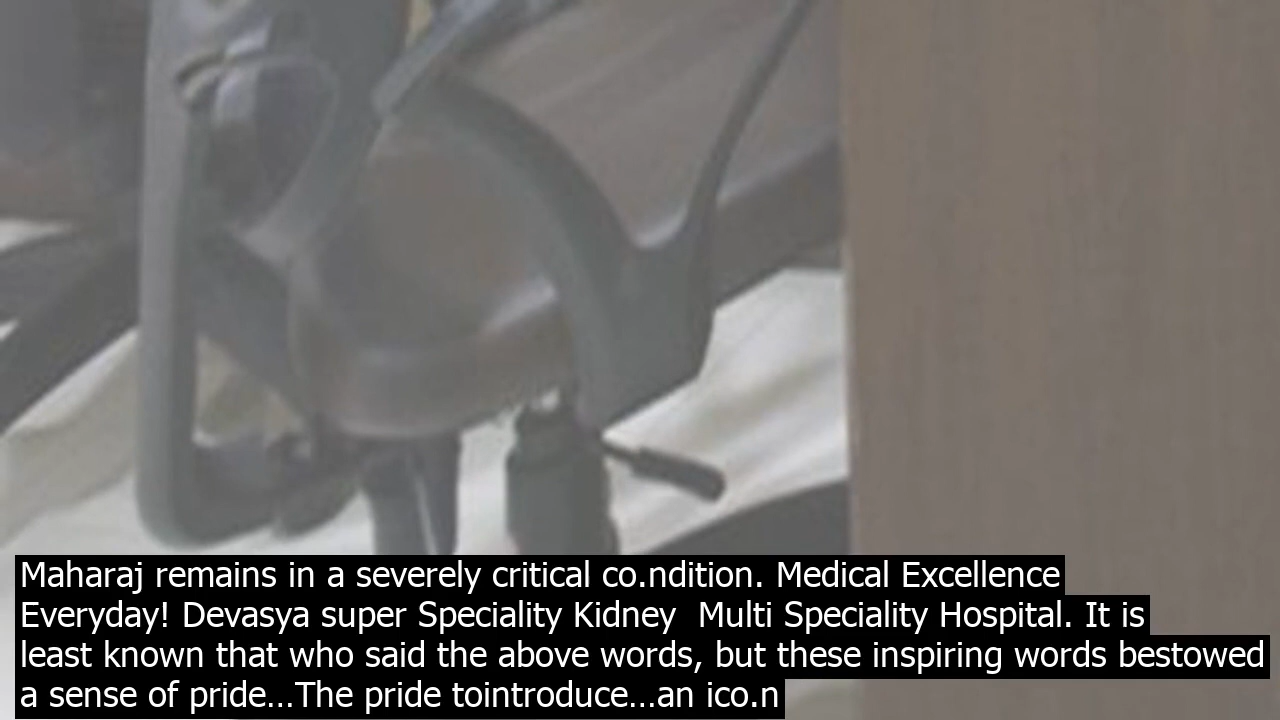 Maharaj remains in a severely critical co.ndition. Medical Excellence
Everyday! Devasya super Speciality Kidney  Multi Speciality Hospital. It is
least known that who said the above words, but these inspiring words bestowed
a sense of pride...The pride tointroduce...an ico.n